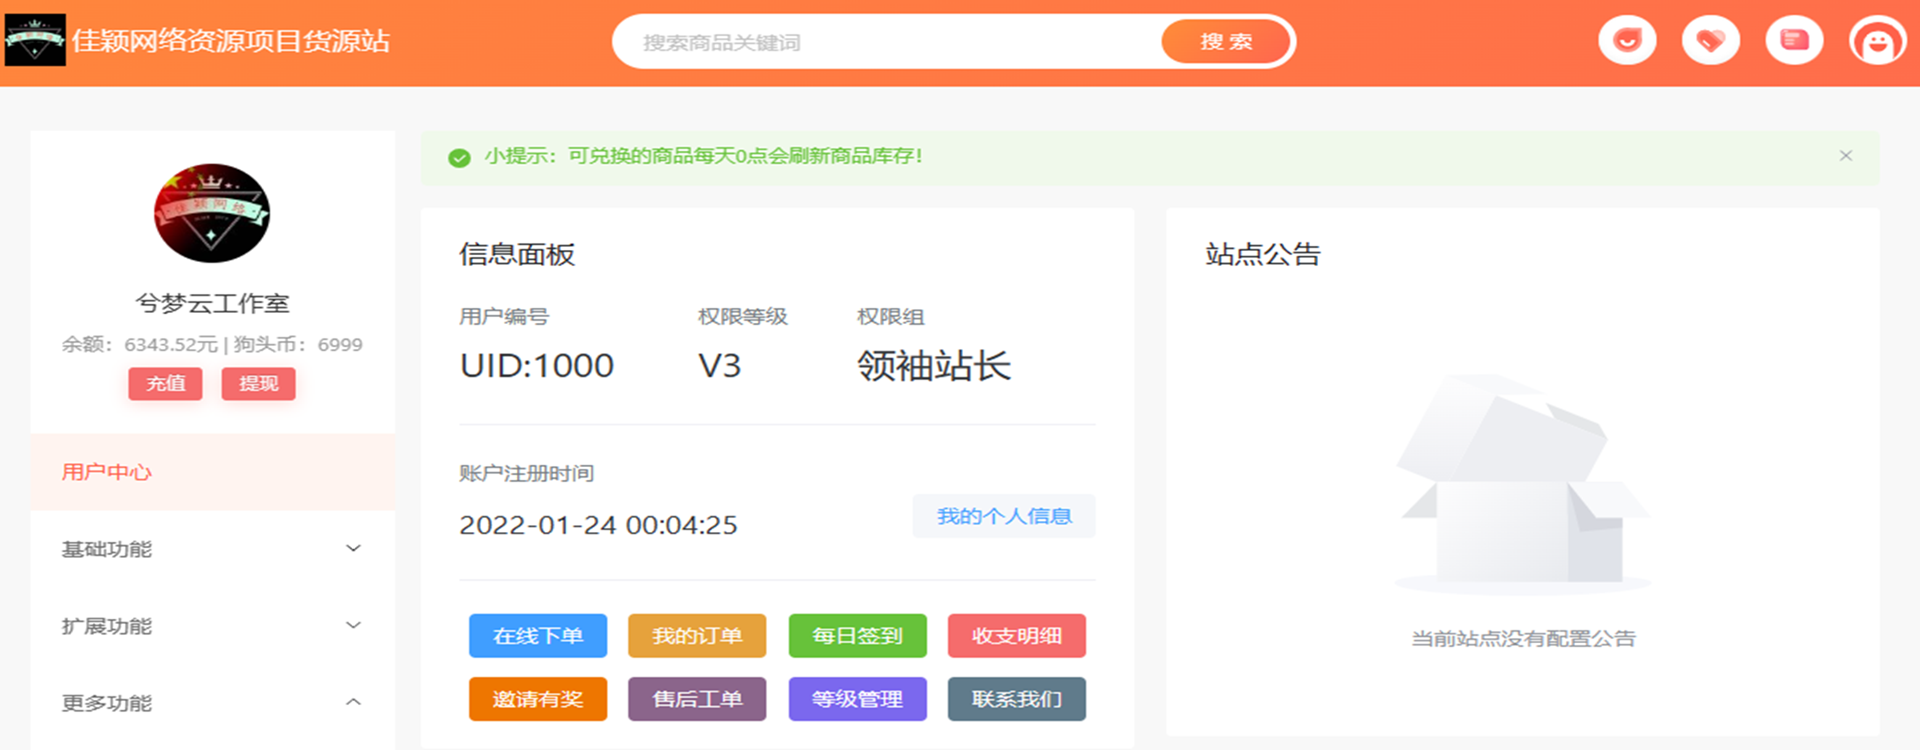 佳颖网络资源项目货源站
搜索商品关键词
搜 索
小提示：可兑换的商品每天0点会刷新商品库存！
佳颖网络
兮梦云工作室
余额：6343.52元 | 狗头币：6999
充值 提现
用户中心
基础功能
扩展功能
更多功能
信息面板
用户编号 权限等级 权限组
UID:1000 V3 领袖站长
账户注册时间
2022-01-24 00:04:25
我的个人信息
在线下单 我的订单 每日签到 收支明细
邀请有奖 售后工单 等级管理 联系我们
站点公告
当前站点没有配置公告